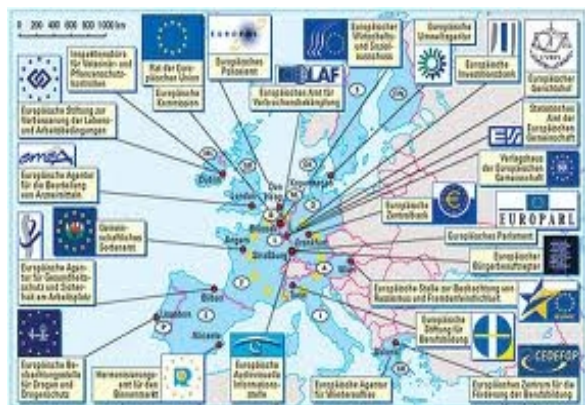 0 200 400 600 800 1000 km
Inspektionsbüro
für Veterinär- und
Pflanzenschutz-
kontrollen
Rat der Euro-
päischen Union
Europäische
Kommission
EUROPOL
Europäisches
Polizeiamt
OLAF
Europäisches Amt für
Europäischer
Wirtschafts-
und Sozial-
ausschuss
Europäische
Umweltagentur
Europäische
Investitionsbank
Europäischer
Gerichtshof
Statistisches
Amt der
Europäischen
Gemeinschaft
Verlagshaus
der Europäischen
Gemeinschaft
EUROPARL
Europäisches Parlament
Europäischer
Bürgerbeauftragter
Europäische
Zentralbank
Europäische Stiftung zur
Verbesserung der Lebens-
und Arbeitsbedingungen
emea
Europäische Agentur
für die Beurteilung
von Arzneimitteln
Gemein-
schaftliches
Sortenamt
Europäische Agen-
tur für Gesundheits-
schutz und Sicher-
heit am Arbeitsplatz
Dublin
London
Den
Haag
Kopenhagen
Brüssel
Angers
Frankfurt
Straßburg
Wien
Turin
Bilbao
Lissabon
Alicante
Europäische Stelle zur Beobachtung von
Rassismus und Fremdenfeindlichkeit
Europäische
Stiftung für
Berufsbildung
CEDEFOP
Europäisches Zentrum für die
Förderung der Berufsbildung
Europäische Be-
obachtungsstelle
für Drogen und
Drogensucht
Harmonisierungs-
amt für den
Binnenmarkt
Europäische
Audiovisuelle
Informations-
stelle
Europäische Agentur
für Wiederaufbau